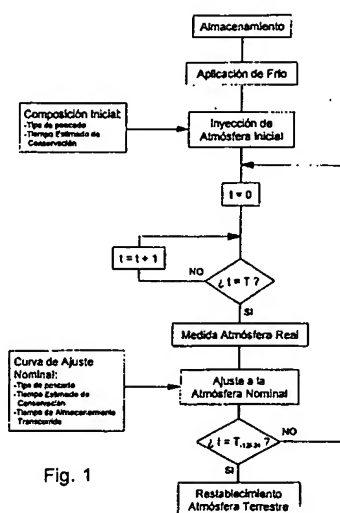 Almacenamiento
Aplicación de Frío
Composición Inicial:
-Tipo de pescado
-Tiempo Estimado de
Conservación
Inyección de
Atmósfera Inicial
t = 0
t = t + 1
NO
¿ t = T ?
SI
Medida Atmósfera Real
Curva de Ajuste
Nominal:
-Tipo de pescado
-Tiempo Estimado de
Conservación
-Tiempo de Almacenamiento
Transcurrido
Ajuste a la
Atmósfera Nominal
NO
¿ t = T ?
SI
Fig. 1
Restablecimiento
Atmósfera Terrestre